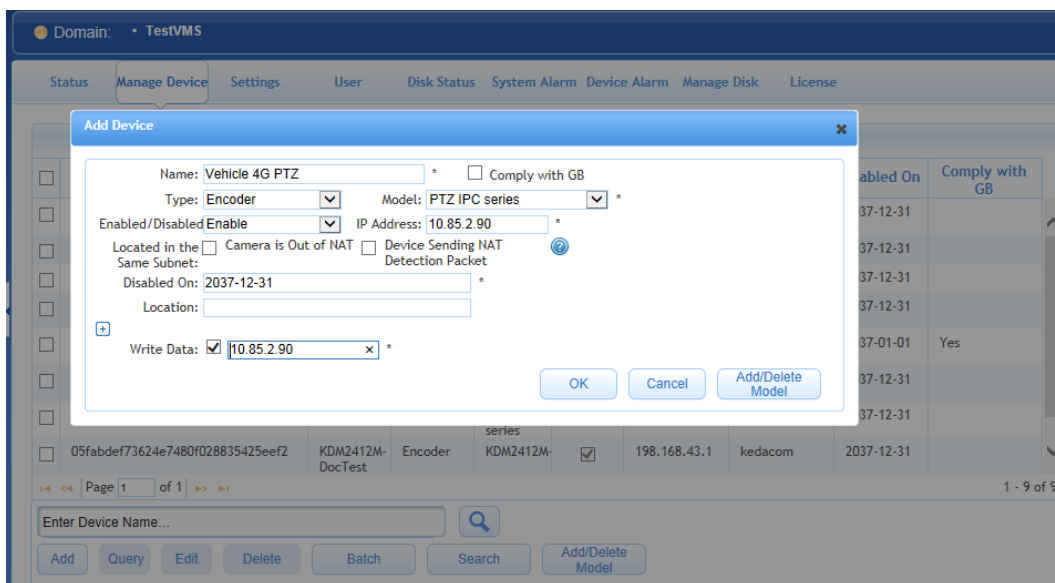 Domain: • TestVMS
Status Manage Device Settings User Disk Status System Alarm Device Alarm Manage Disk License
Add Device
Name: Vehicle 4G PTZ * Comply with GB
Type: Encoder Model: PTZ IPC series *
Enabled/Disabled Enable IP Address: 10.85.2.90 *
Located in the Same Subnet: Camera is Out of NAT Device Sending NAT Detection Packet ?
Disabled On: 2037-12-31 *
Location:
Write Data: 10.85.2.90 × *
OK Cancel Add/Delete Model
abled On Comply with GB
37-12-31
37-12-31
37-12-31
37-12-31
37-01-01 Yes
37-12-31
37-12-31
series
05fabdef73624e7480f028835425eef2 KDM2412M-DocTest Encoder KDM2412M- 198.168.43.1 kedacom 2037-12-31
Page 1 of 1
1 - 9 of 9
Enter Device Name...
Add Query Edit Delete Batch Search Add/Delete Model